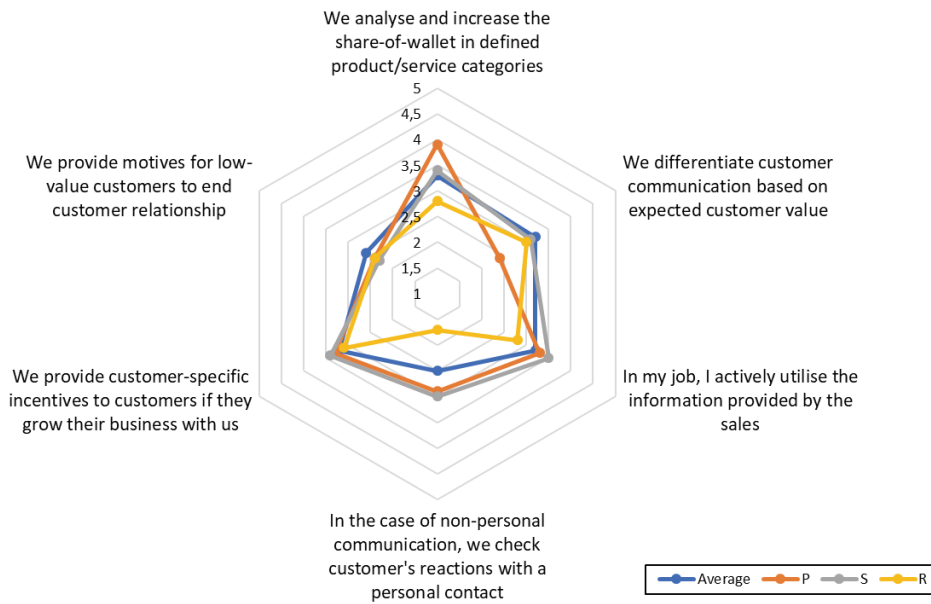 We analyse and increase the
share-of-wallet in defined
product/service categories
5
4,5
4
3,5
3
2,5
2
1,5
1
We differentiate customer
communication based on
expected customer value
In my job, I actively utilise the
information provided by the
sales
In the case of non-personal
communication, we check
customer's reactions with a
personal contact
We provide customer-specific
incentives to customers if they
grow their business with us
We provide motives for low-
value customers to end
customer relationship
Average P S R